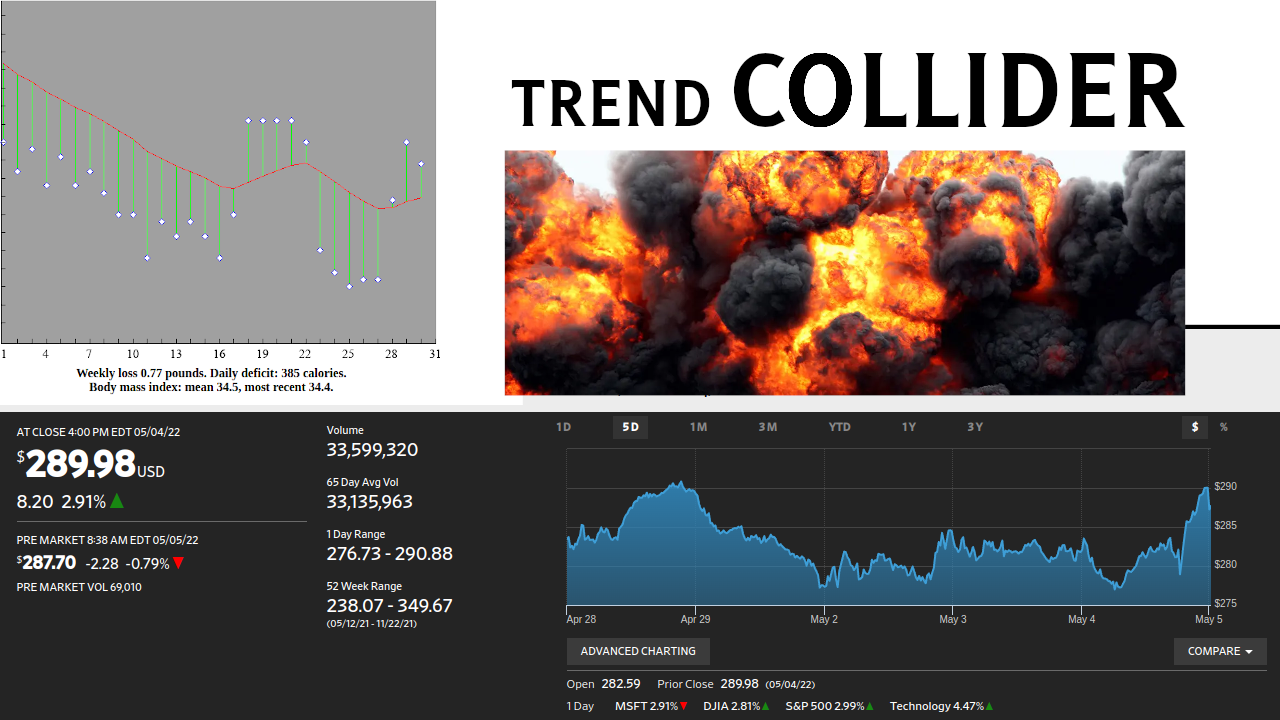 TREND COLLIDER
1 4 7 10 13 16 19 22 25 28 31
Weekly loss 0.77 pounds. Daily deficit: 385 calories.
Body mass index: mean 34.5, most recent 34.4.
AT CLOSE 4:00 PM EDT 05/04/22
$289.98 USD
8.20 2.91%
PRE MARKET 8:38 AM EDT 05/05/22
$287.70 -2.28 -0.79%
PRE MARKET VOL 69,010
Volume
33,599,320
65 Day Avg Vol
33,135,963
1 Day Range
276.73 - 290.88
52 Week Range
238.07 - 349.67
(05/12/21 - 11/22/21)
1D 5D 1M 3M YTD 1Y 3Y $ %
$290
$285
$280
$275
Apr 28 Apr 29 May 2 May 3 May 4 May 5
ADVANCED CHARTING COMPARE
Open 282.59 Prior Close 289.98 (05/04/22)
1 Day MSFT 2.91% DJIA 2.81% S&P 500 2.99% Technology 4.47%